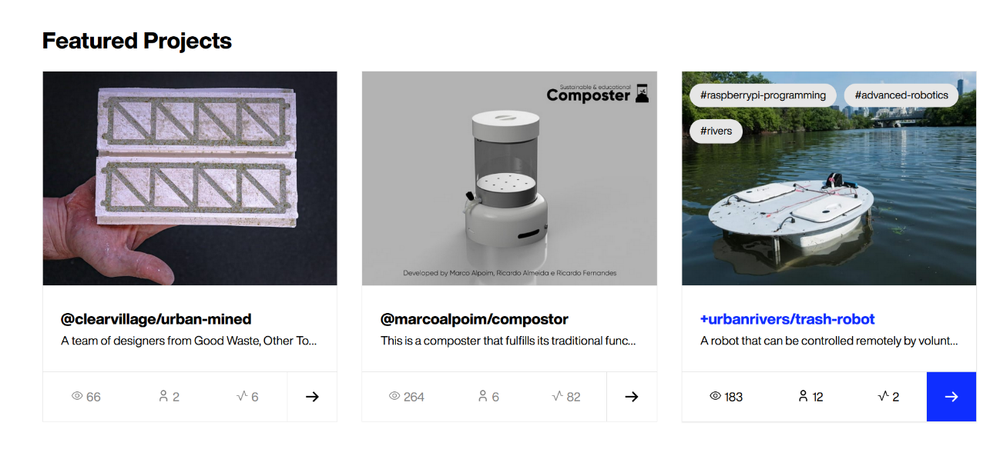 Featured Projects
Sustainable & educational
Composter
Developed by Marco Alpoim, Ricardo Almeida e Ricardo Fernandes
#raspberrypi-programming
#advanced-robotics
#rivers
@clearvillage/urban-mined
A team of designers from Good Waste, Other To...
66
2
6
@marcoalpoim/compostor
This is a composter that fulfills its traditional func...
264
6
82
+urbanrivers/trash-robot
A robot that can be controlled remotely by volunt...
183
12
2